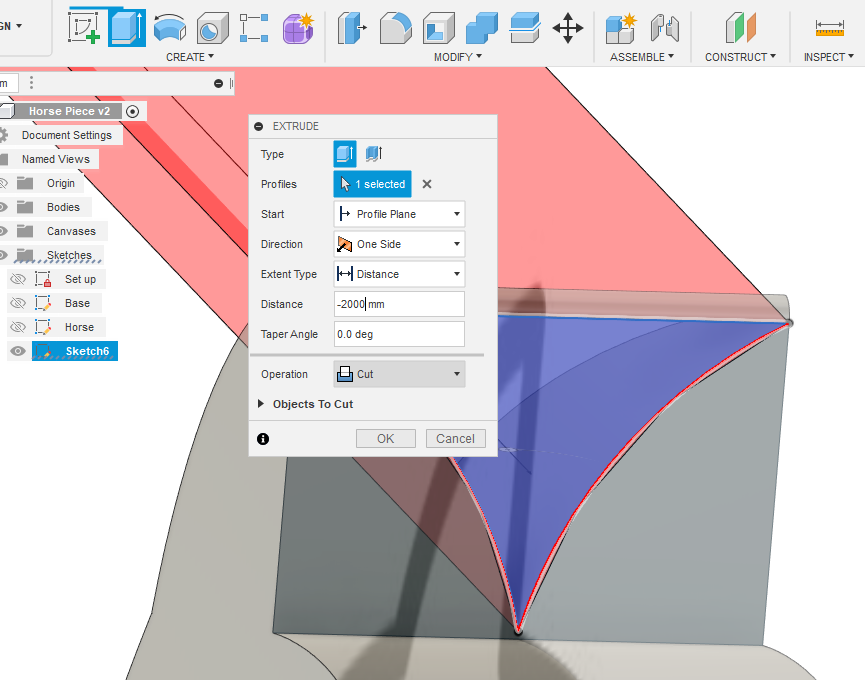 GN ▾
CREATE ▾
MODIFY ▾
ASSEMBLE ▾
CONSTRUCT ▾
INSPECT ▾
m
Horse Piece v2
Document Settings
Named Views
Origin
Bodies
Canvases
Sketches
Set up
Base
Horse
Sketch6
EXTRUDE
Type
Profiles 1 selected
Start Profile Plane
Direction One Side
Extent Type Distance
Distance -2000 mm
Taper Angle 0.0 deg
Operation Cut
Objects To Cut
OK Cancel